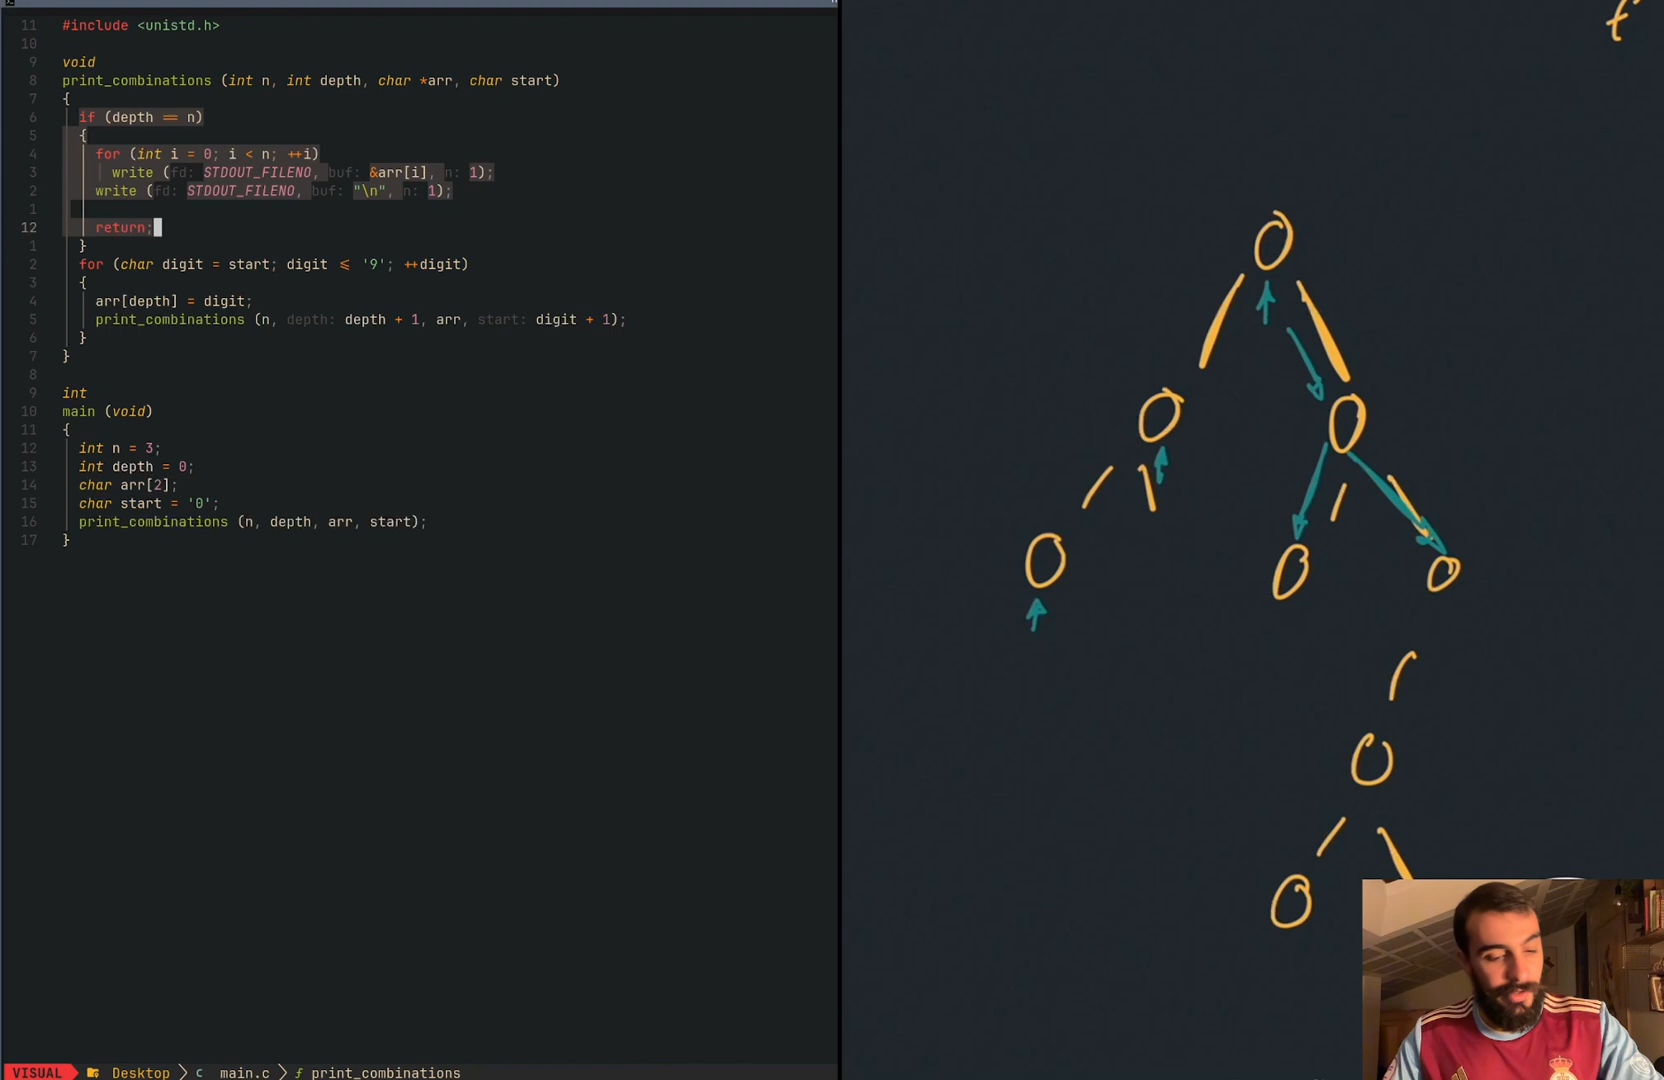 11 #include <unistd.h>
10
9 void
8 print_combinations (int n, int depth, char *arr, char start)
7 {
6 if (depth == n)
5 {
4 for (int i = 0; i < n; ++i)
3 write (fd: STDOUT_FILENO, buf: &arr[i], n: 1);
2 write (fd: STDOUT_FILENO, buf: "\n", n: 1);
1
12 return;
1 }
2 for (char digit = start; digit <= '9'; ++digit)
3 {
4 arr[depth] = digit;
5 print_combinations (n, depth: depth + 1, arr, start: digit + 1);
6 }
7 }
8
9 int
10 main (void)
11 {
12 int n = 3;
13 int depth = 0;
14 char arr[2];
15 char start = '0';
16 print_combinations (n, depth, arr, start);
17 }
VISUAL Desktop > c main.c > f print_combinations